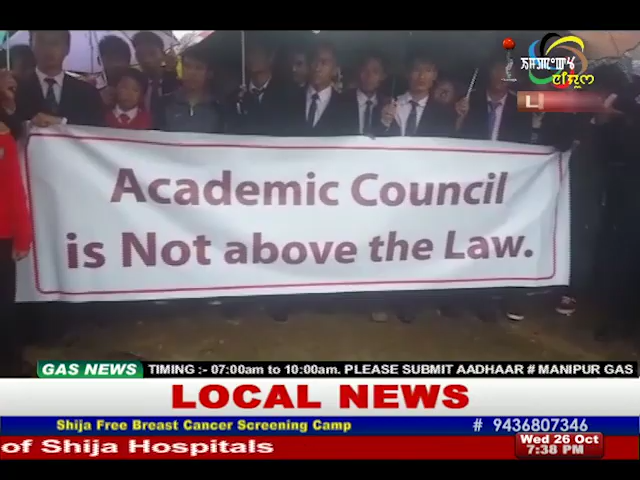 Academic Council
is Not above the Law.
GAS NEWS
TIMING :- 07:00am to 10:00am. PLEASE SUBMIT AADHAAR # MANIPUR GAS
LOCAL NEWS
Shija Free Breast Cancer Screening Camp
# 9436807346
of Shija Hospitals
Wed 26 Oct
7:38 PM